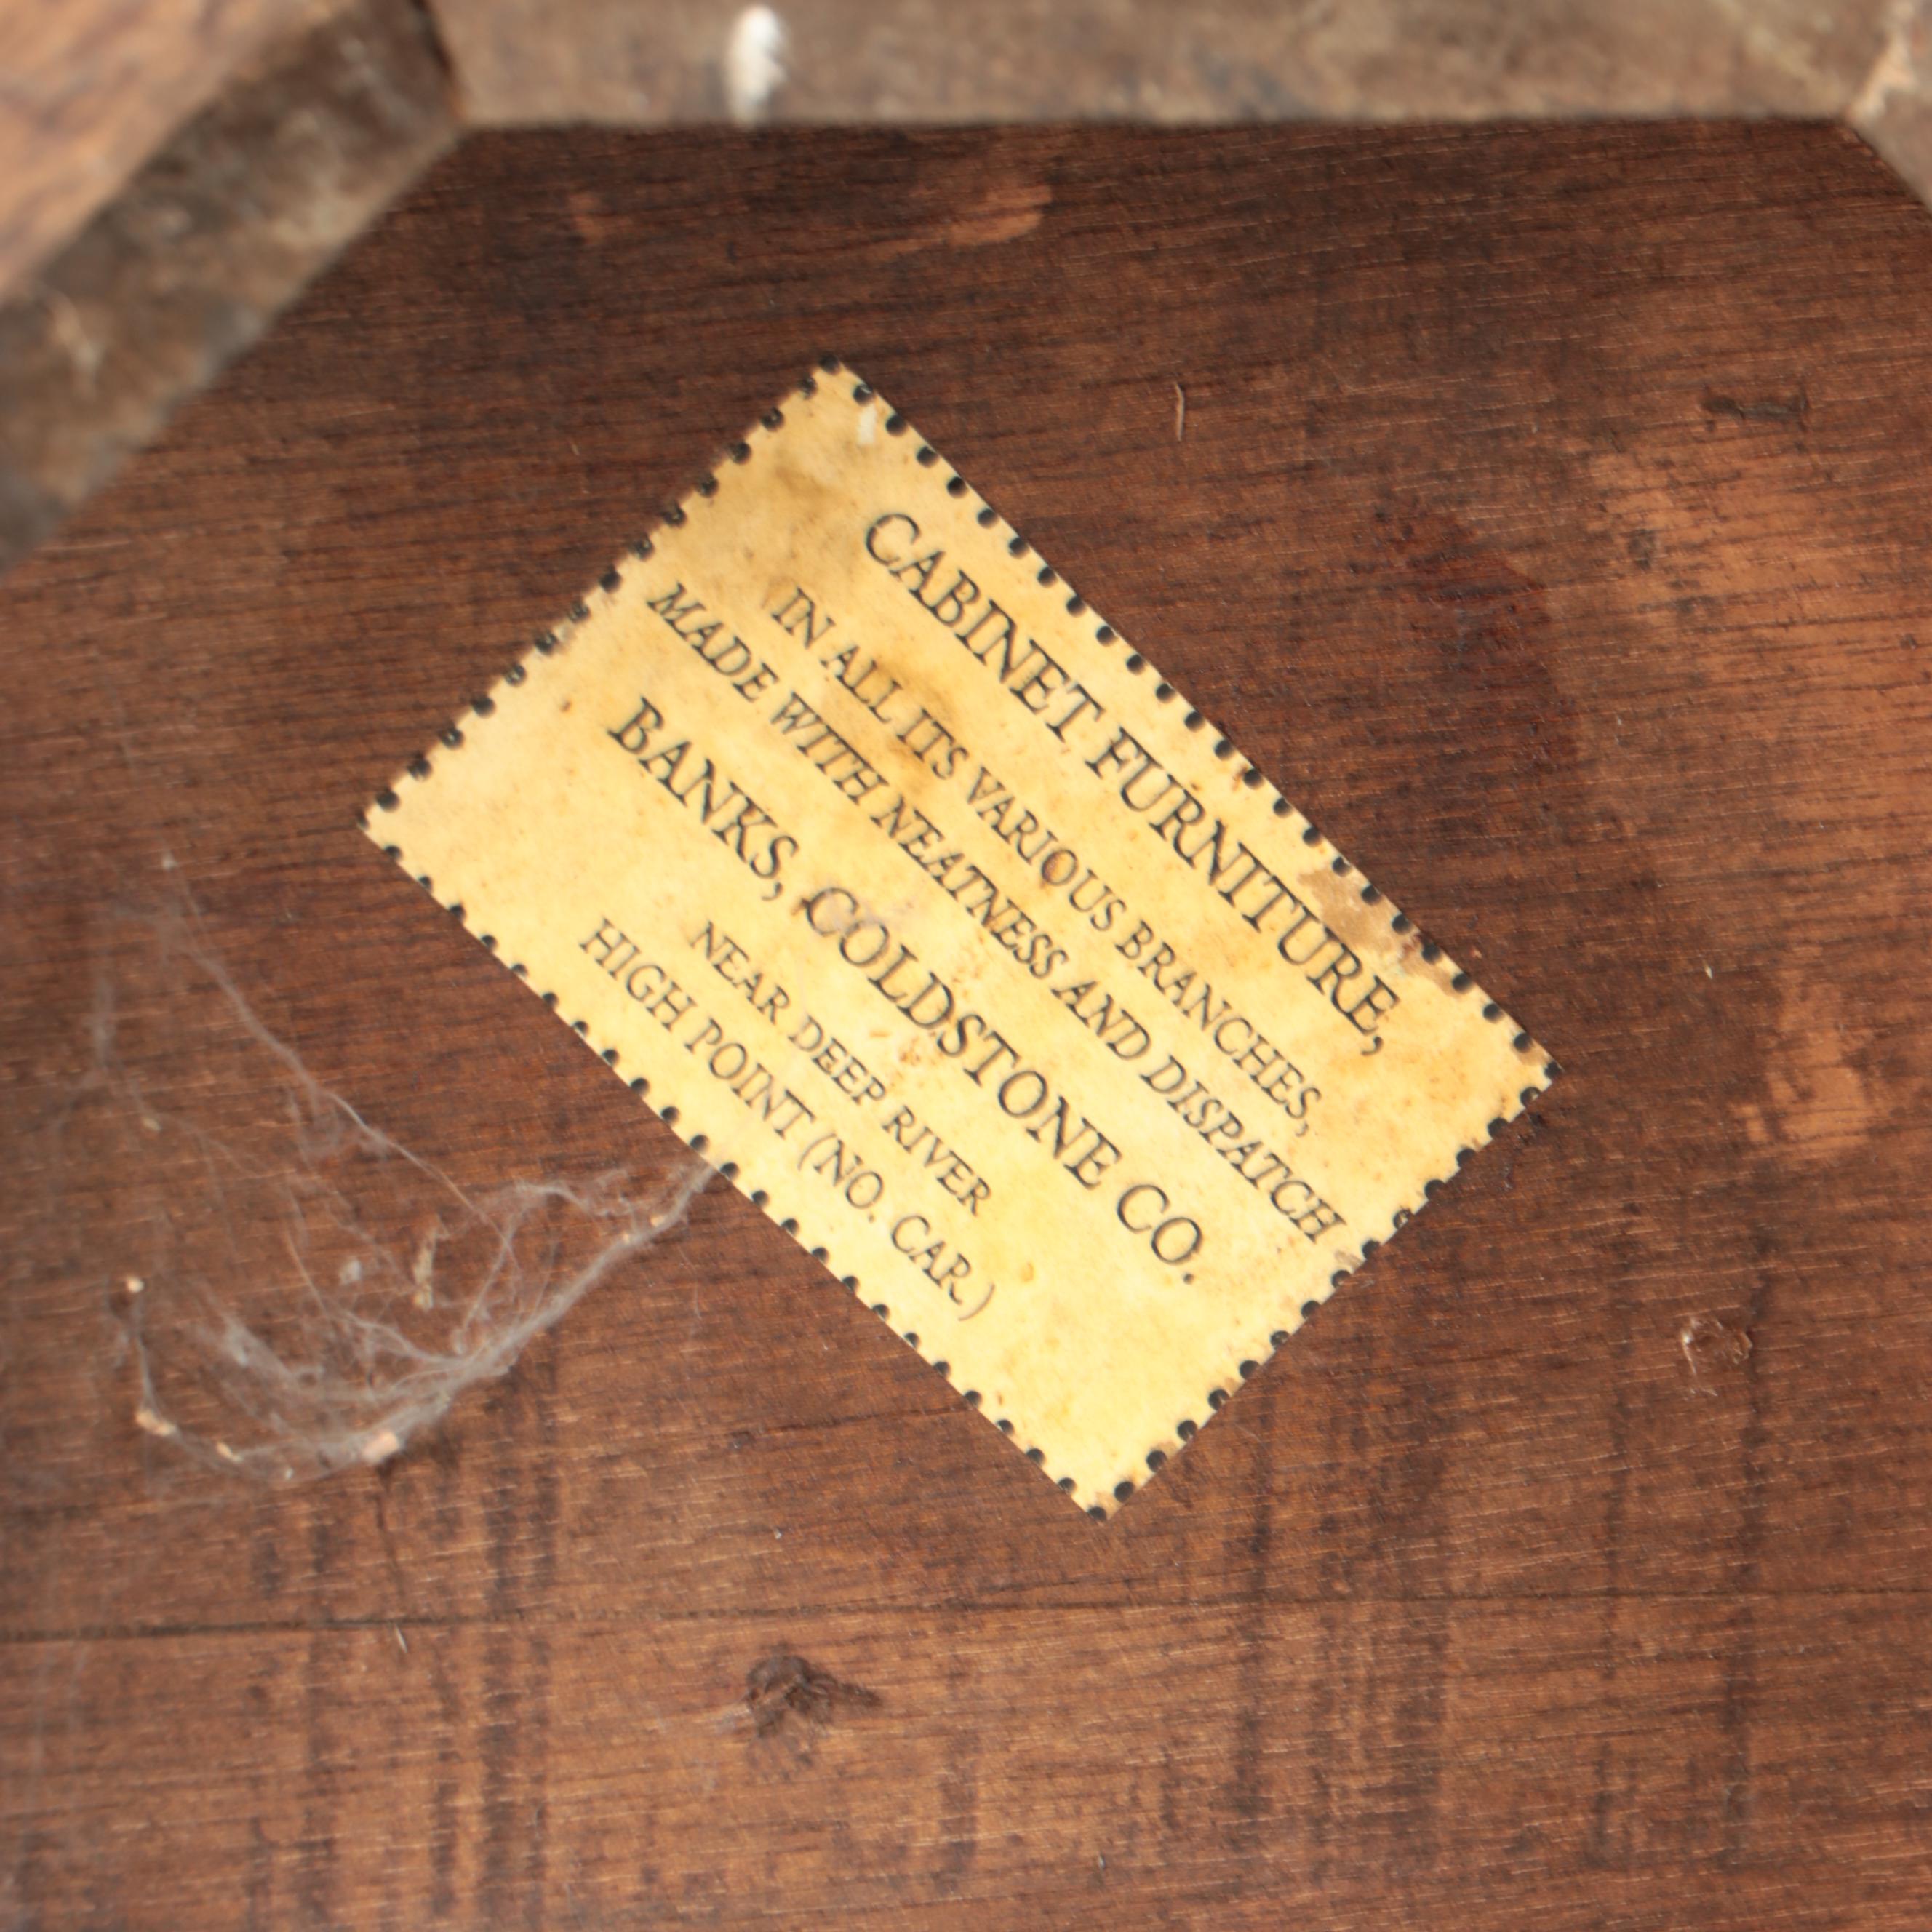 CABINET FURNITURE,
IN ALL ITS VARIOUS BRANCHES,
MADE WITH NEATNESS AND DISPATCH
BANKS, COLDSTONE CO.
NEAR DEEP RIVER
HIGH POINT (NO. CAR.)